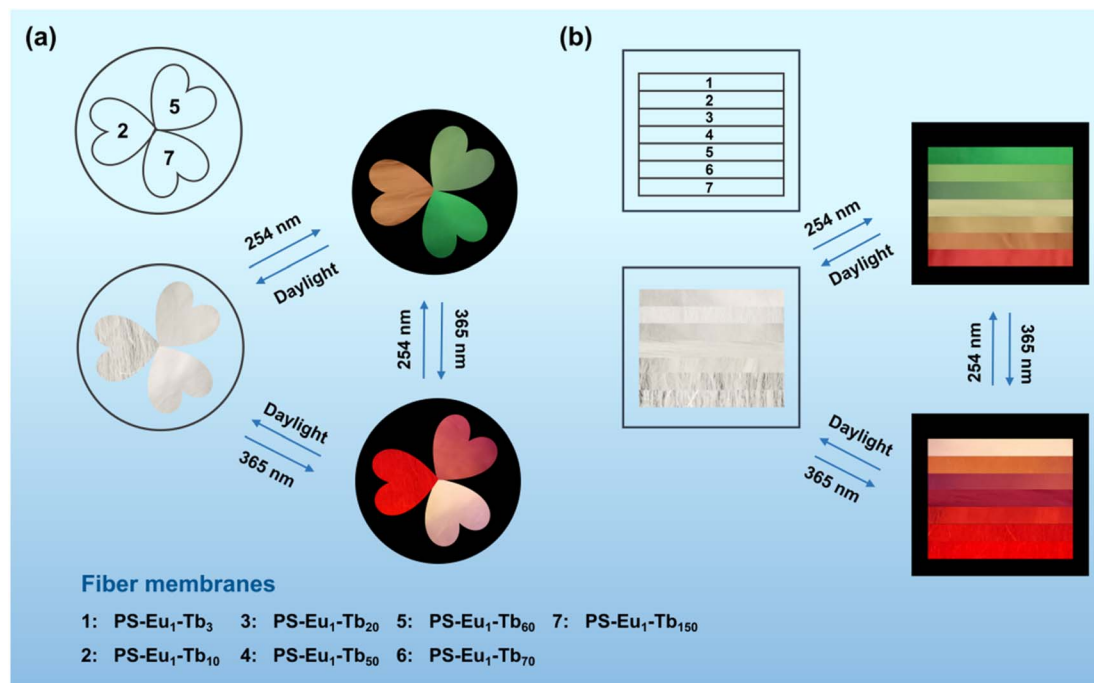 (a)
(b)
5
2
7
1
2
3
4
5
6
7
254 nm
Daylight
254 nm
Daylight
254 nm
365 nm
254 nm
365 nm
Daylight
365 nm
Daylight
365 nm
Fiber membranes
1: PS-Eu₁-Tb₃ 3: PS-Eu₁-Tb₂₀ 5: PS-Eu₁-Tb₆₀ 7: PS-Eu₁-Tb₁₅₀
2: PS-Eu₁-Tb₁₀ 4: PS-Eu₁-Tb₅₀ 6: PS-Eu₁-Tb₇₀